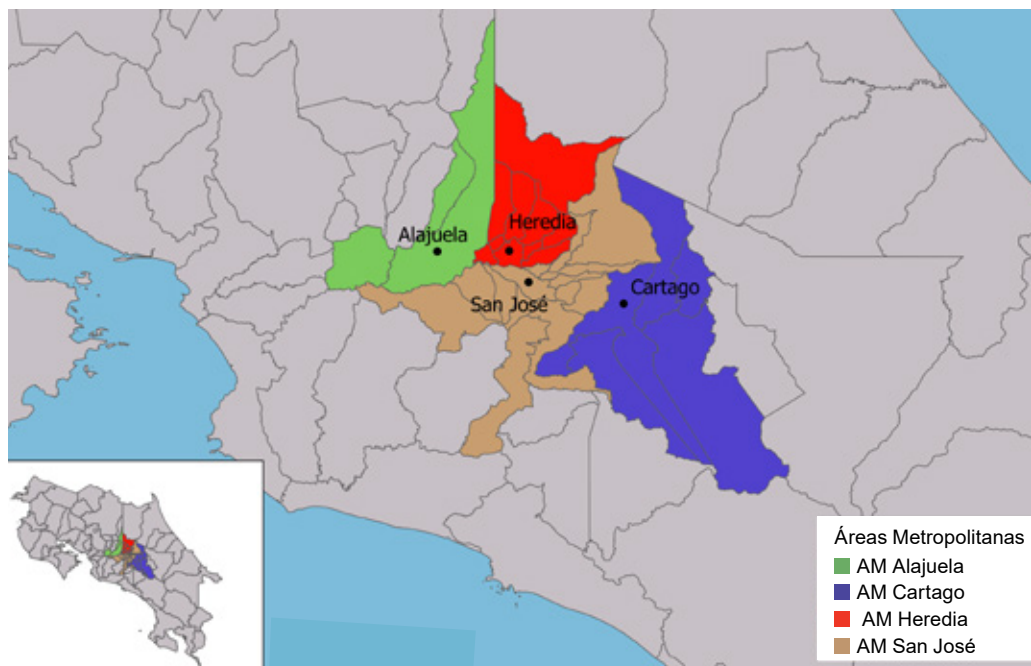 Alajuela
Heredia
San José
Cartago
Áreas Metropolitanas
AM Alajuela
AM Cartago
AM Heredia
AM San José